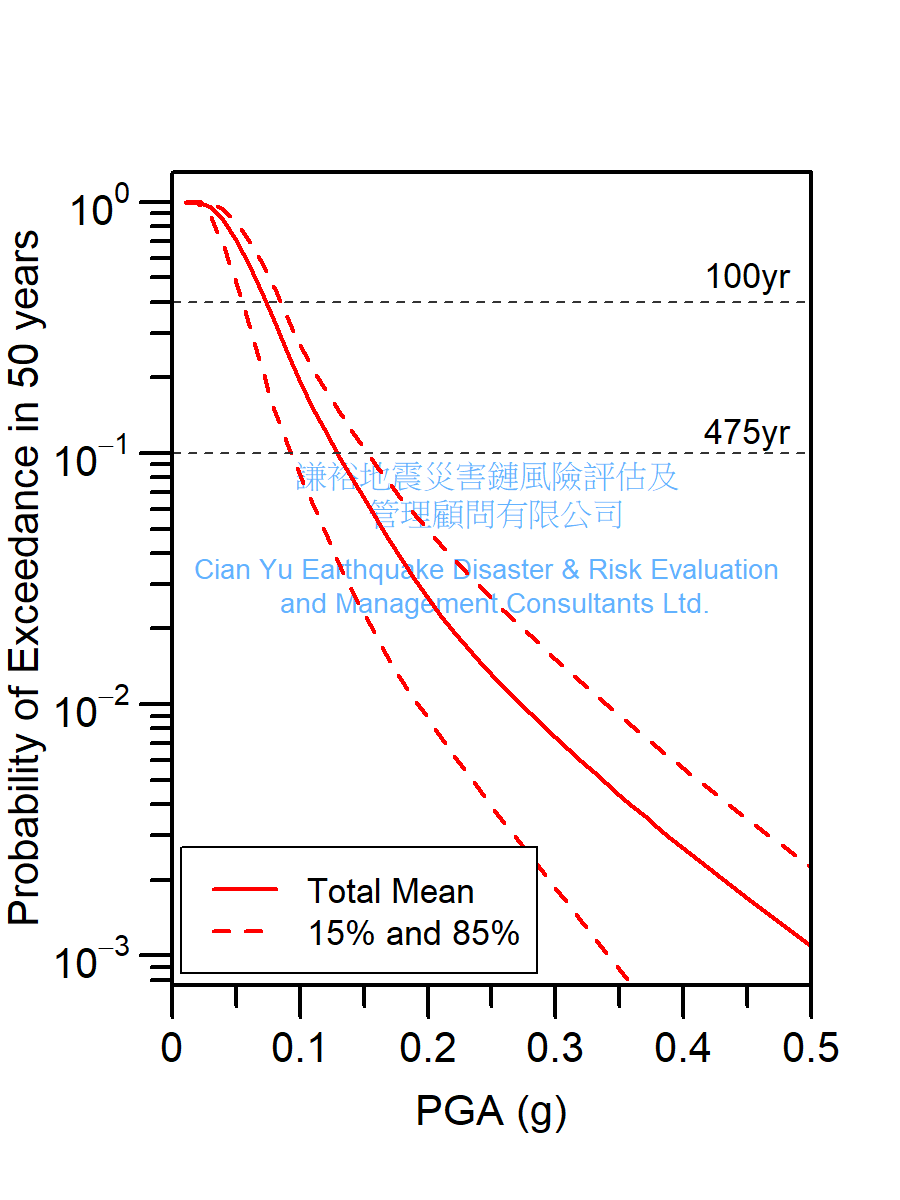 10⁰
100yr
475yr
10⁻¹
謙裕地震災害鏈風險評估及
管理顧問有限公司
Cian Yu Earthquake Disaster & Risk Evaluation
and Management Consultants Ltd.
10⁻²
Total Mean
15% and 85%
10⁻³
0 0.1 0.2 0.3 0.4 0.5
PGA (g)
Probability of Exceedance in 50 years